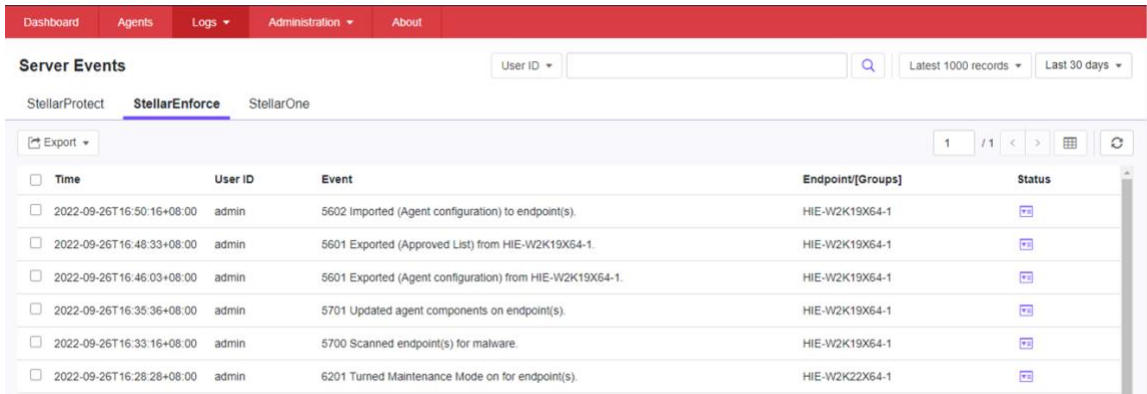 Dashboard Agents Logs Administration About
Server Events User ID Latest 1000 records Last 30 days
StellarProtect StellarEnforce StellarOne
Export 1 / 1
Time User ID Event Endpoint/[Groups] Status
2022-09-26T16:50:16+08:00 admin 5602 Imported (Agent configuration) to endpoint(s). HIE-W2K19X64-1
2022-09-26T16:48:33+08:00 admin 5601 Exported (Approved List) from HIE-W2K19X64-1. HIE-W2K19X64-1
2022-09-26T16:46:03+08:00 admin 5601 Exported (Agent configuration) from HIE-W2K19X64-1. HIE-W2K19X64-1
2022-09-26T16:35:36+08:00 admin 5701 Updated agent components on endpoint(s). HIE-W2K19X64-1
2022-09-26T16:33:16+08:00 admin 5700 Scanned endpoint(s) for malware. HIE-W2K19X64-1
2022-09-26T16:28:28+08:00 admin 6201 Turned Maintenance Mode on for endpoint(s). HIE-W2K22X64-1